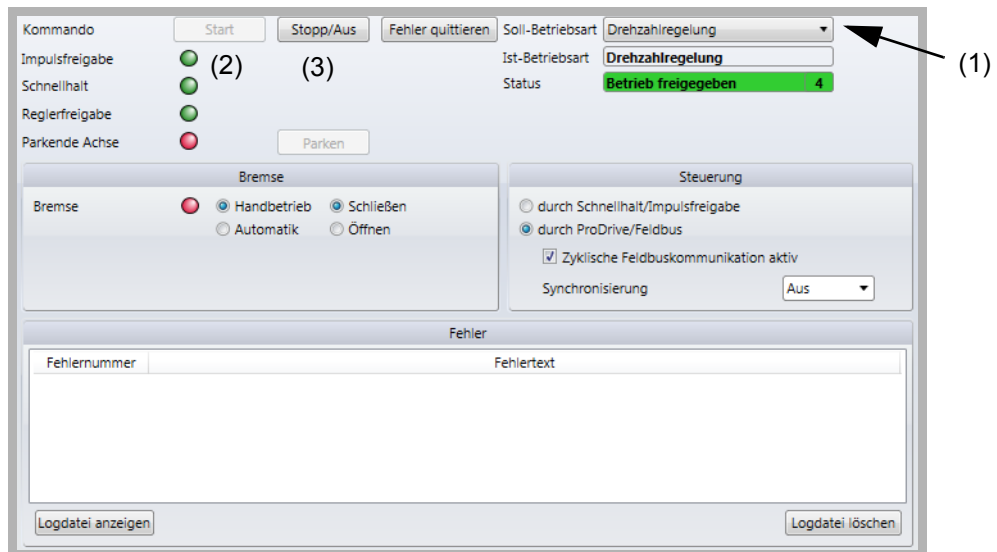 Kommando Start Stopp/Aus Fehler quittieren Soll-Betriebsart Drehzahlregelung
(1)
Impulsfreigabe (2) (3) Ist-Betriebsart Drehzahlregelung
Schnellhalt Status Betrieb freigegeben 4
Reglerfreigabe
Parkende Achse Parken
Bremse
Bremse Handbetrieb Schließen
Automatik Öffnen
Steuerung
durch Schnellhalt/Impulsfreigabe
durch ProDrive/Feldbus
Zyklische Feldbuskommunikation aktiv
Synchronisierung Aus
Fehler
Fehlernummer Fehlertext
Logdatei anzeigen Logdatei löschen